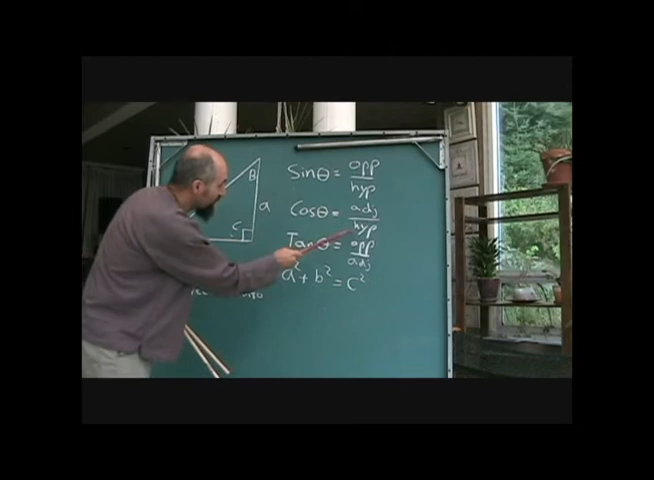 B
a
C
Sinθ = opp/hyp
Cosθ = adj/hyp
Tanθ = opp/adj
a² + b² = c²